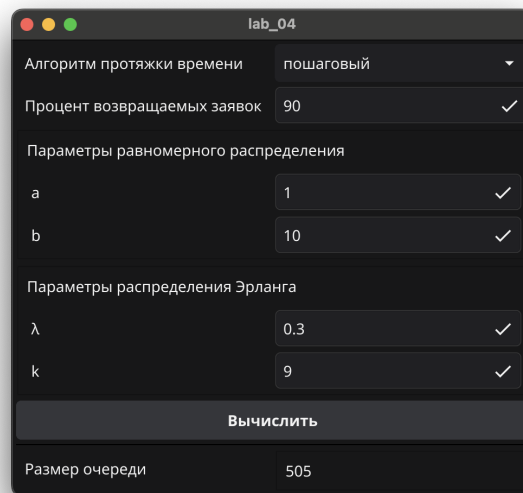 lab_04
Алгоритм протяжки времени пошаговый
Процент возвращаемых заявок 90
Параметры равномерного распределения
a 1
b 10
Параметры распределения Эрланга
λ 0.3
k 9
Вычислить
Размер очереди 505